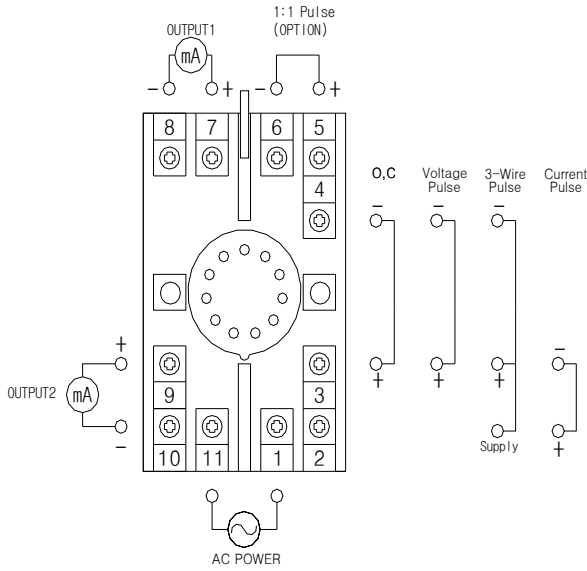 1:1 Pulse
(OPTION)
OUTPUT1
mA
- + - +
8 7 6 5
4
O,C
Voltage
Pulse
3-Wire
Pulse
Current
Pulse
- - -
+
OUTPUT2
mA
-
9 3
+ + +
-
10 11 1 2
Supply
+
AC POWER